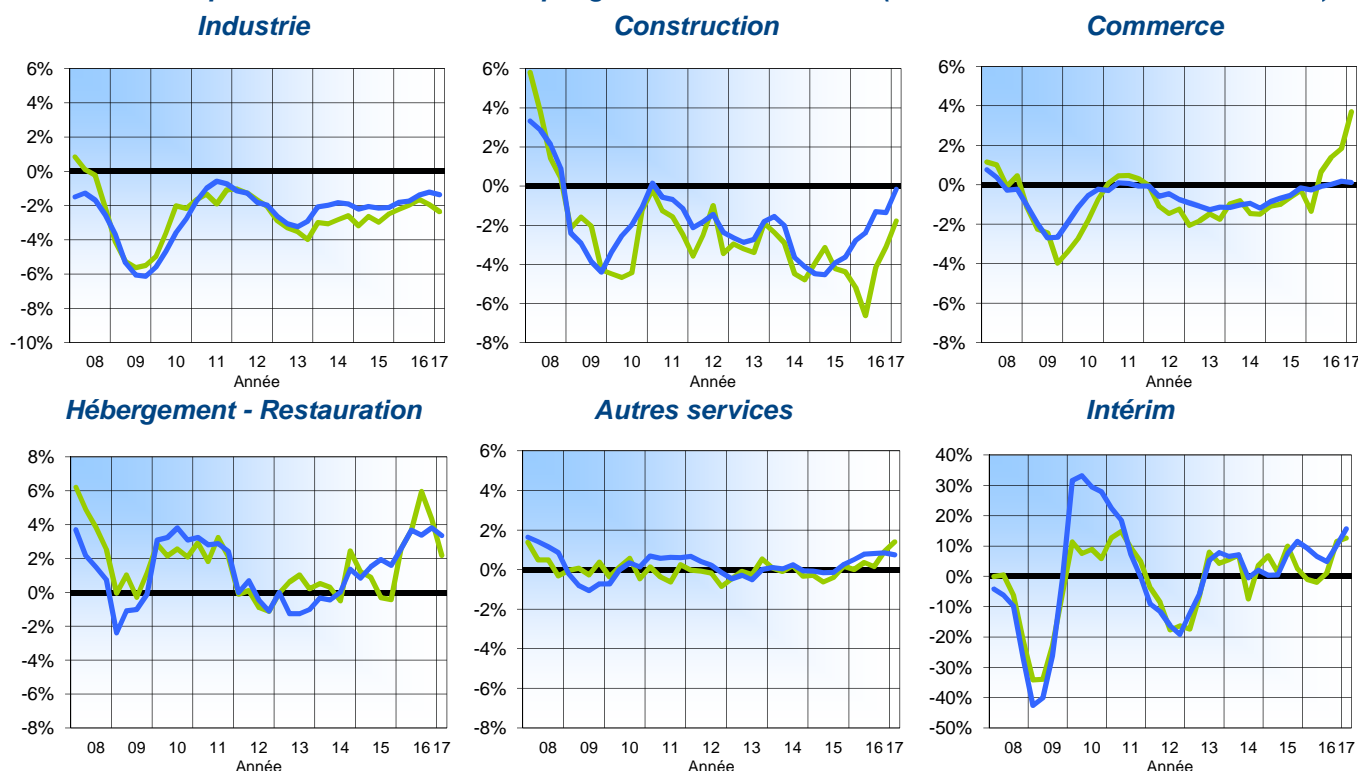 Industrie
Construction
Commerce
6%
4%
2%
0%
-2%
-4%
-6%
-8%
-10%
08 09 10 11 12 13 14 15 16 17
Année
6%
4%
2%
0%
-2%
-4%
-6%
-8%
08 09 10 11 12 13 14 15 16 17
Année
6%
4%
2%
0%
-2%
-4%
-6%
-8%
08 09 10 11 12 13 14 15 16 17
Année
Hébergement - Restauration
Autres services
Intérim
8%
6%
4%
2%
0%
-2%
-4%
-6%
-8%
08 09 10 11 12 13 14 15 16 17
Année
6%
4%
2%
0%
-2%
-4%
-6%
-8%
08 09 10 11 12 13 14 15 16 17
Année
40%
30%
20%
10%
0%
-10%
-20%
-30%
-40%
-50%
08 09 10 11 12 13 14 15 16 17
Année